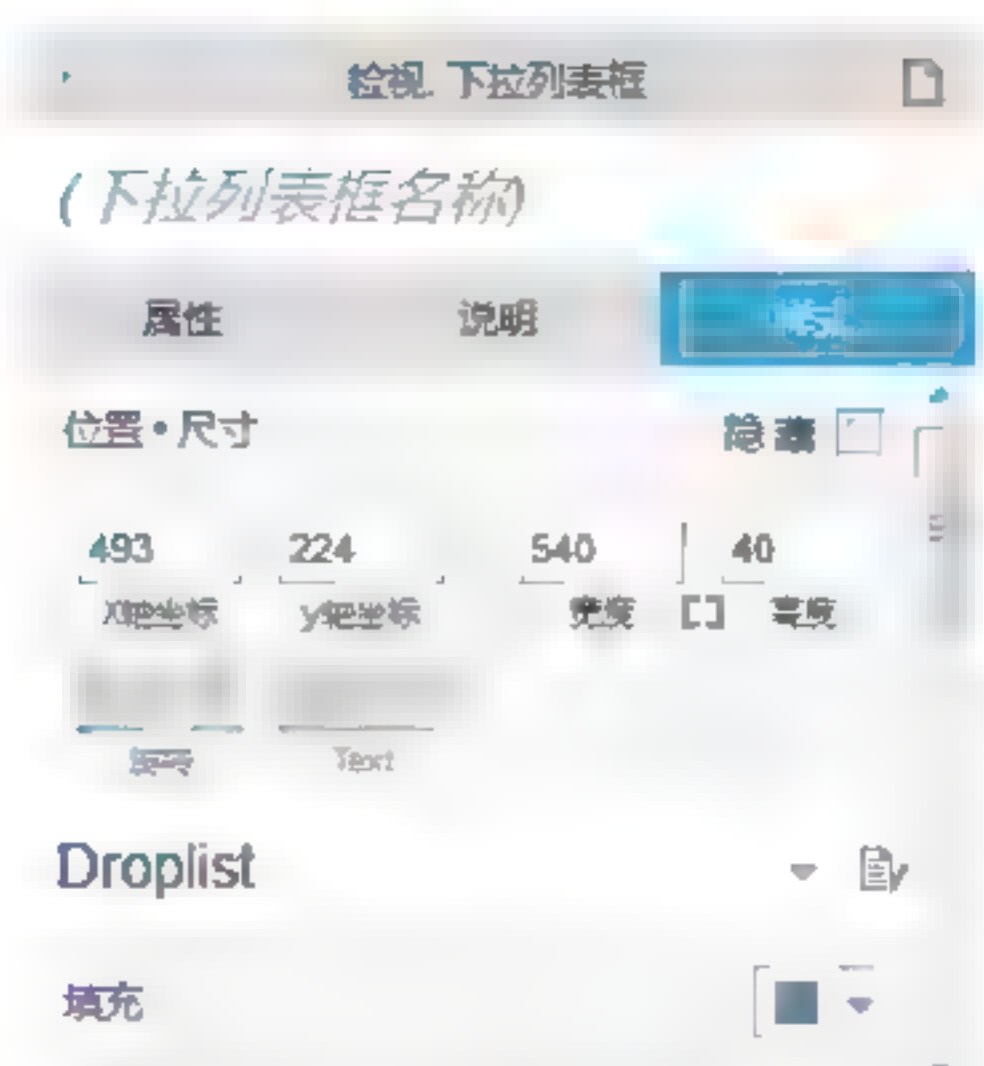 检视: 下拉列表框
(下拉列表框名称)
属性 说明
位置 • 尺寸 隐藏
493 224 540 40
X轴坐标 y轴坐标 宽度 高度
Text
Droplist
填充